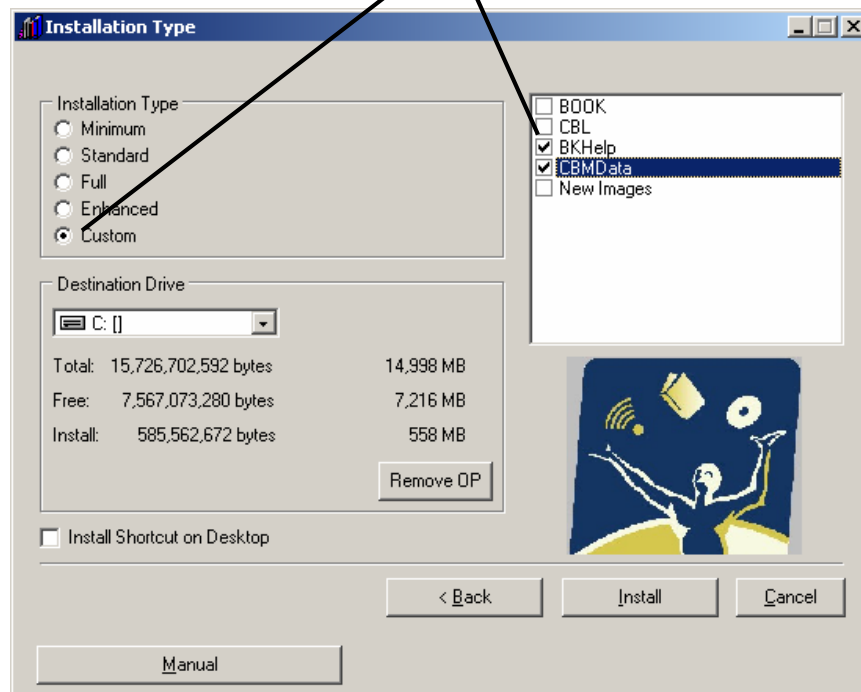 Installation Type
Installation Type
Minimum
Standard
Full
Enhanced
Custom
BOOK
CBL
BKHelp
CBMData
New Images
Destination Drive
C: []
Total: 15,726,702,592 bytes 14,998 MB
Free: 7,567,073,280 bytes 7,216 MB
Install: 585,562,672 bytes 558 MB
Remove OP
Install Shortcut on Desktop
< Back Install Cancel
Manual